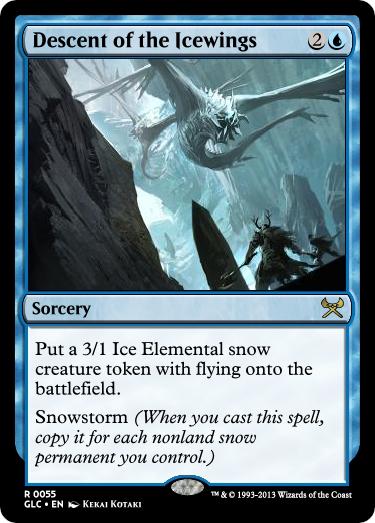 Descent of the Icewings 2
Sorcery
Put a 3/1 Ice Elemental snow
creature token with flying onto the
battlefield.
Snowstorm (When you cast this spell,
copy it for each nonland snow
permanent you control.)
R 0055
GLC • EN Kekai Kotaki
™ & © 1993-2013 Wizards of the Coast